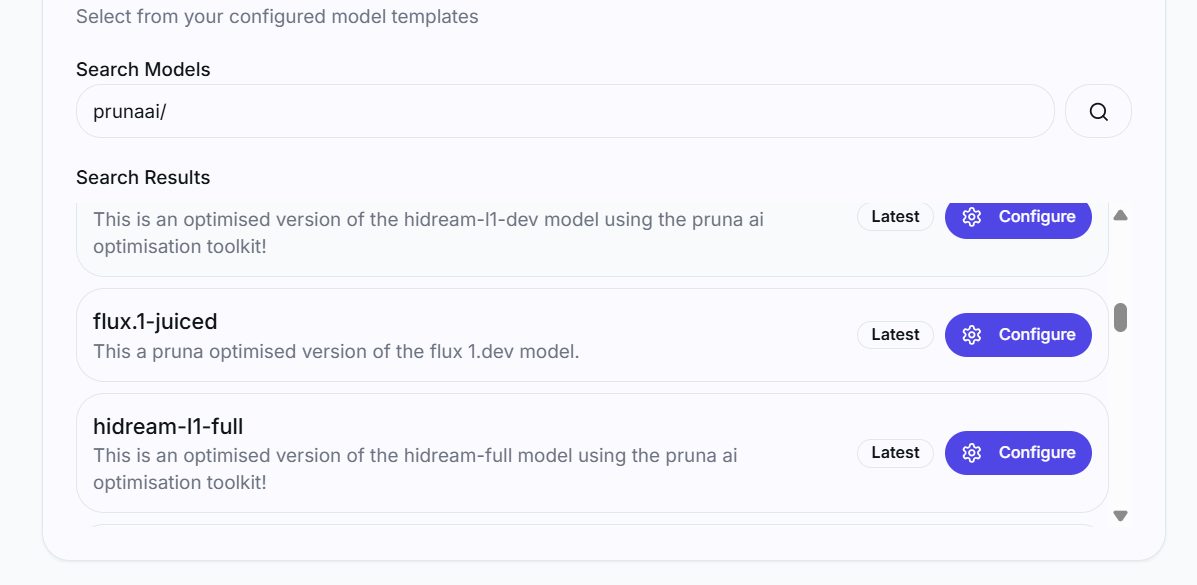 Select from your configured model templates
Search Models
prunaai/
Search Results
This is an optimised version of the hidream-l1-dev model using the pruna ai
optimisation toolkit!
Latest
Configure
flux.1-juiced
This a pruna optimised version of the flux 1.dev model.
Latest
Configure
hidream-l1-full
This is an optimised version of the hidream-full model using the pruna ai
optimisation toolkit!
Latest
Configure